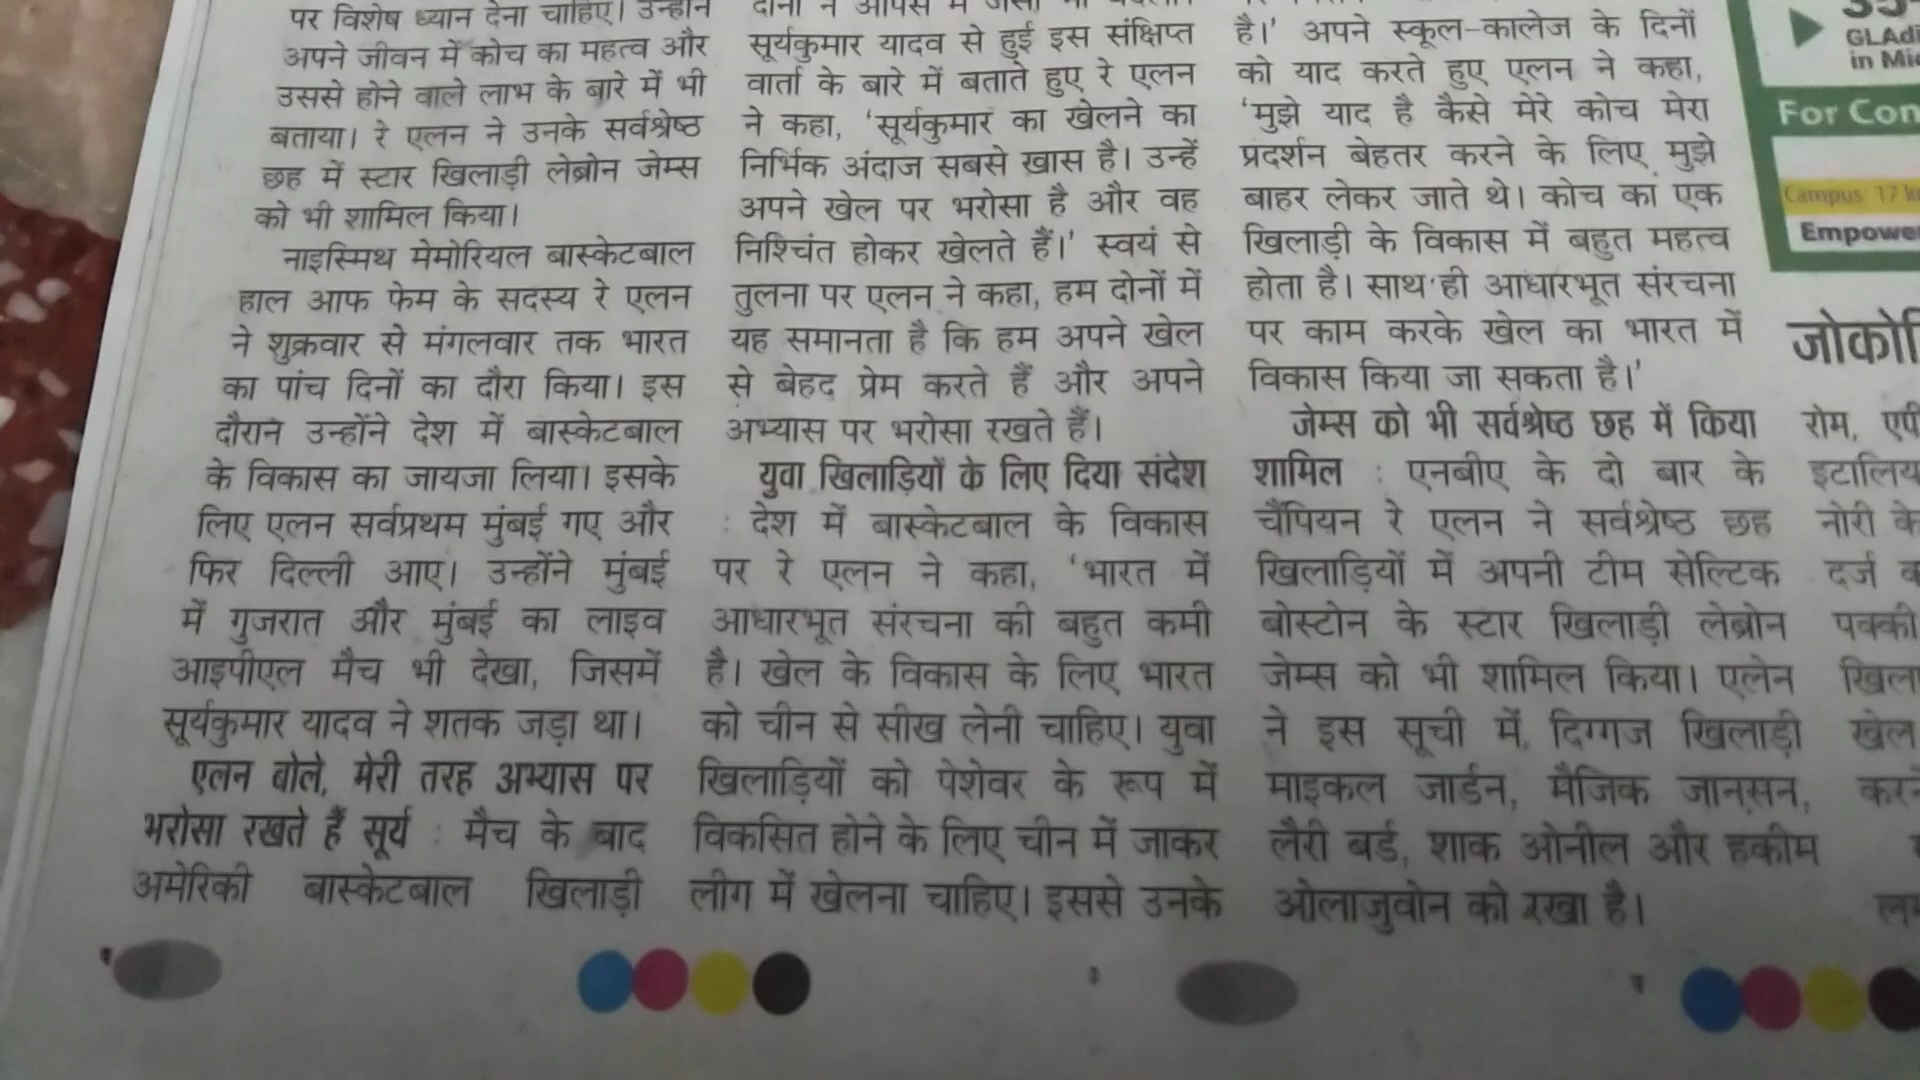 पर विशेष ध्यान देना चाहिए। उन्होंने
अपने जीवन में कोच का महत्व और
उससे होने वाले लाभ के बारे में भी
बताया। रे एलन ने उनके सर्वश्रेष्ठ
छह में स्टार खिलाड़ी लेब्रोन जेम्स
को भी शामिल किया।
नाइस्मिथ मेमोरियल बास्केटबाल
हाल आफ फेम के सदस्य रे एलन
ने शुक्रवार से मंगलवार तक भारत
का पांच दिनों का दौरा किया। इस
दौरान उन्होंने देश में बास्केटबाल
के विकास का जायजा लिया। इसके
लिए एलन सर्वप्रथम मुंबई गए और
फिर दिल्ली आए। उन्होंने मुंबई
में गुजरात और मुंबई का लाइव
आइपीएल मैच भी देखा, जिसमें
सूर्यकुमार यादव ने शतक जड़ा था।
एलन बोले, मेरी तरह अभ्यास पर
भरोसा रखते हैं सूर्य : मैच के बाद
अमेरिकी बास्केटबाल खिलाड़ी
सूर्यकुमार यादव से हुई इस संक्षिप्त
वार्ता के बारे में बताते हुए रे एलन
ने कहा, 'सूर्यकुमार का खेलने का
निर्भिक अंदाज सबसे खास है। उन्हें
अपने खेल पर भरोसा है और वह
निश्चिंत होकर खेलते हैं।' स्वयं से
तुलना पर एलन ने कहा, हम दोनों में
यह समानता है कि हम अपने खेल
से बेहद प्रेम करते हैं और अपने
अभ्यास पर भरोसा रखते हैं।
युवा खिलाड़ियों के लिए दिया संदेश
: देश में बास्केटबाल के विकास
पर रे एलन ने कहा, 'भारत में
आधारभूत संरचना की बहुत कमी
है। खेल के विकास के लिए भारत
को चीन से सीख लेनी चाहिए। युवा
खिलाड़ियों को पेशेवर के रूप में
विकसित होने के लिए चीन में जाकर
लीग में खेलना चाहिए। इससे उनके
है।' अपने स्कूल-कालेज के दिनों
को याद करते हुए एलन ने कहा,
'मुझे याद है कैसे मेरे कोच मेरा
प्रदर्शन बेहतर करने के लिए मुझे
बाहर लेकर जाते थे। कोच का एक
खिलाड़ी के विकास में बहुत महत्व
होता है। साथ ही आधारभूत संरचना
पर काम करके खेल का भारत में
विकास किया जा सकता है।'
जेम्स को भी सर्वश्रेष्ठ छह में किया
शामिल : एनबीए के दो बार के
चैंपियन रे एलन ने सर्वश्रेष्ठ छह
खिलाड़ियों में अपनी टीम सेल्टिक
बोस्टोन के स्टार खिलाड़ी लेब्रोन
जेम्स को भी शामिल किया। एलेन
ने इस सूची में, दिग्गज खिलाड़ी
माइकल जार्डन, मैजिक जानसन,
लैरी बर्ड, शाक ओनील और हकीम
ओलाजुवोन को रखा है।
GLAdi
in Mi
For Con
Campus: 17 k
Empowe
जोको
रोम, एपी
इटालिय
नोरी के
दर्ज
पक्की
खिला
खेल
करने